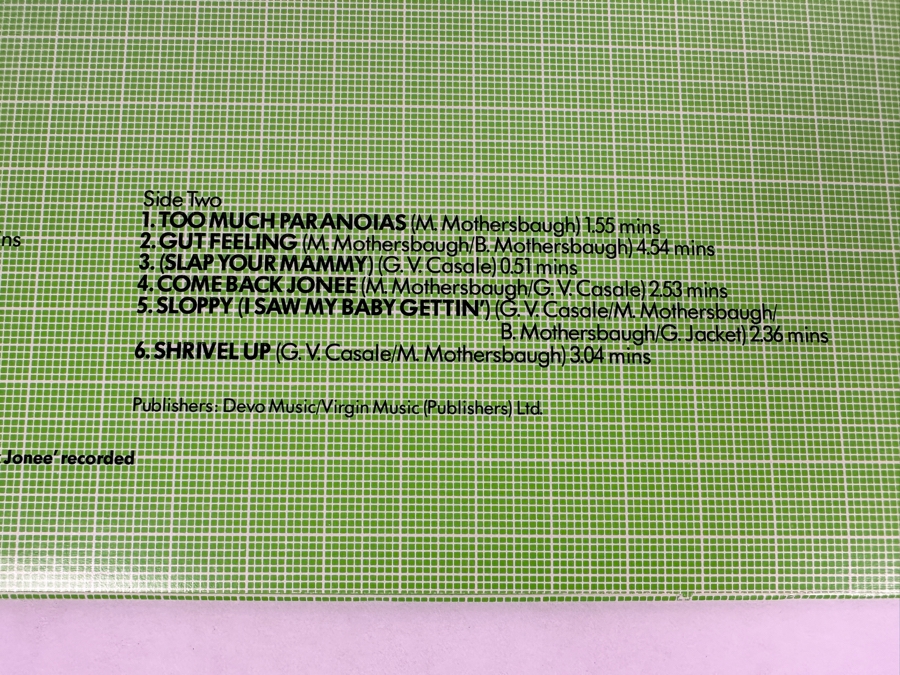 Side Two
1. TOO MUCH PARANOIAS (M. Mothersbaugh) 1.55 mins
ns
2. GUT FEELING (M. Mothersbaugh/B. Mothersbaugh) 4.54 mins
3. (SLAP YOUR MAMMY) (G. V. Casale) 0.51 mins
4. COME BACK JONEE (M. Mothersbaugh/G. V. Casale) 2.53 mins
5. SLOPPY (I SAW MY BABY GETTIN') (G. V. Casale/M. Mothersbaugh/
B. Mothersbaugh/G. Jacket) 2.36 mins
6. SHRIVEL UP (G. V. Casale/M. Mothersbaugh) 3.04 mins
Publishers: Devo Music/Virgin Music (Publishers) Ltd.
Jonee' recorded